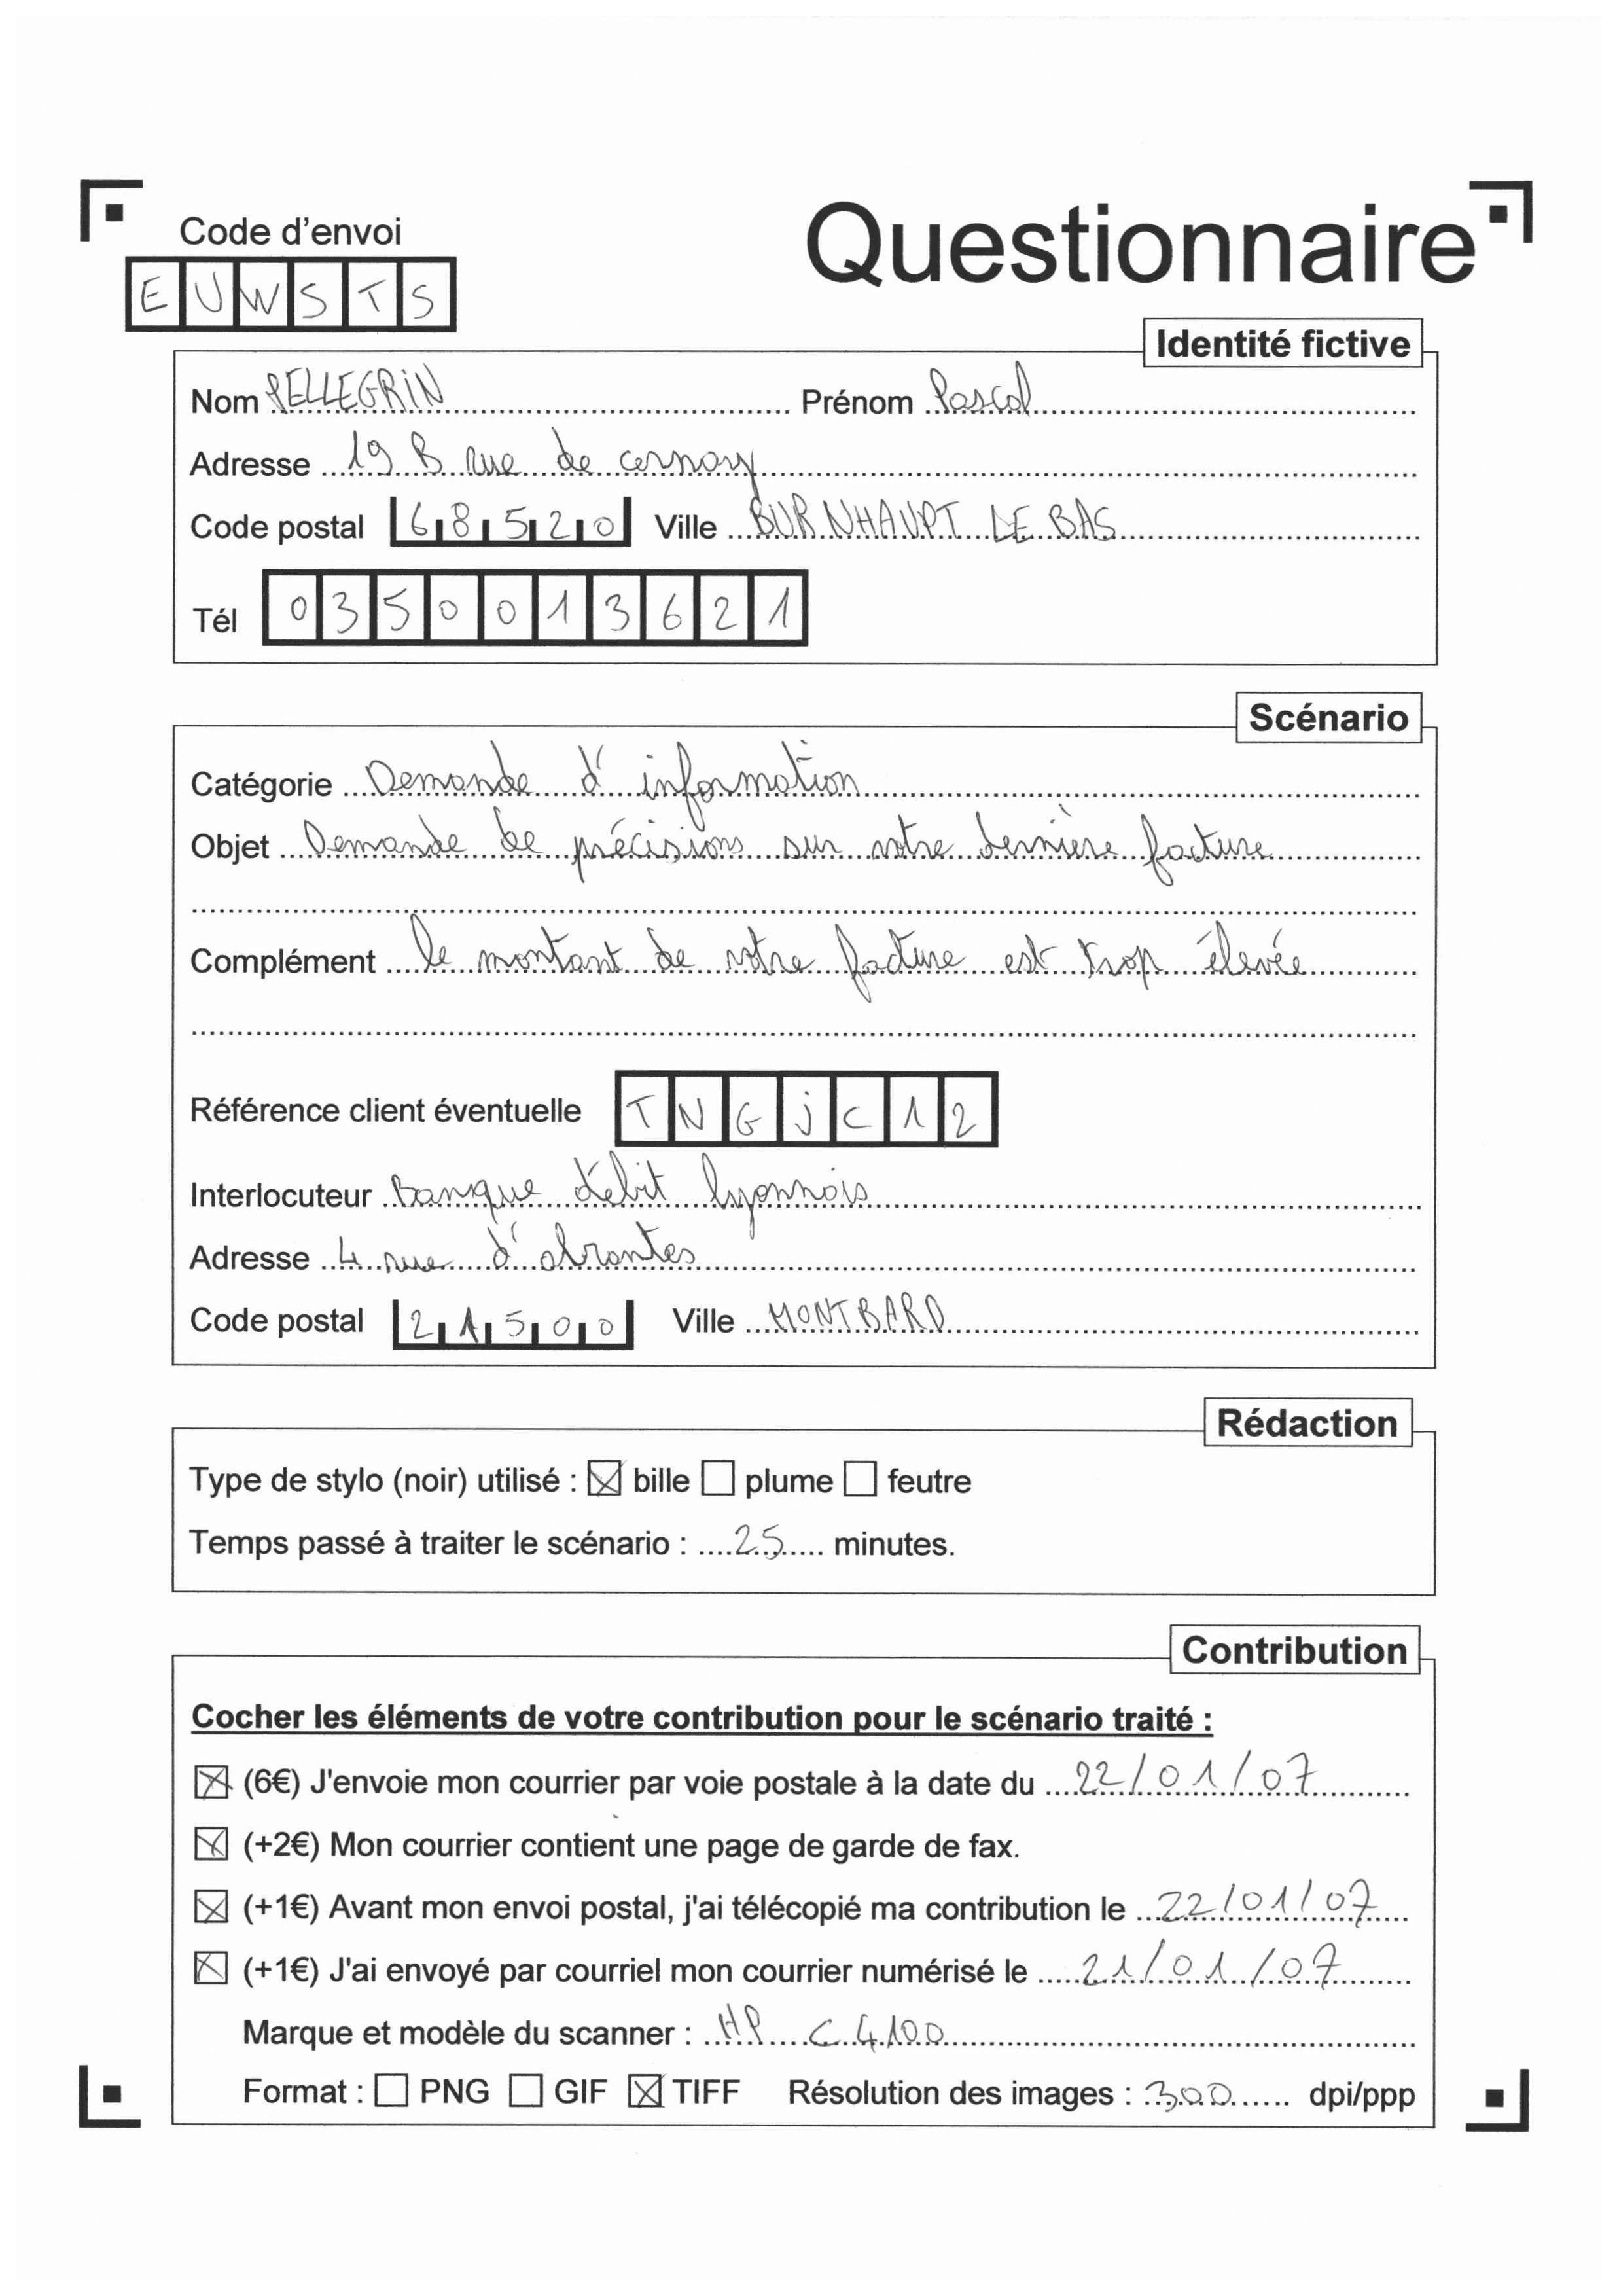 Code d'envoi
Questionnaire
EUWSTS
Identité fictive
Nom PELLEGRIN Prénom Pascal
Adresse 19 B rue de cernay
Code postal 68520 Ville BURNHAUPT LE BAS
Tél 0350013621
Scénario
Catégorie Demande d'information
Objet Demande de précisions sur votre dernière facture
Complément le montant de votre facture est trop élevée
Référence client éventuelle TNGjC12
Interlocuteur banque débit lyonnais
Adresse 4 rue d'abrantes
Code postal 21500 Ville MONTBARD
Rédaction
Type de stylo (noir) utilisé : ☒ bille ☐ plume ☐ feutre
Temps passé à traiter le scénario : 25 minutes.
Contribution
Cocher les éléments de votre contribution pour le scénario traité :
☒ (6€) J'envoie mon courrier par voie postale à la date du 22/01/07
☒ (+2€) Mon courrier contient une page de garde de fax.
☒ (+1€) Avant mon envoi postal, j'ai télécopié ma contribution le 22/01/07
☒ (+1€) J'ai envoyé par courriel mon courrier numérisé le 21/01/07
Marque et modèle du scanner : HP C4100
Format : ☐ PNG ☐ GIF ☒ TIFF Résolution des images : 300 dpi/ppp